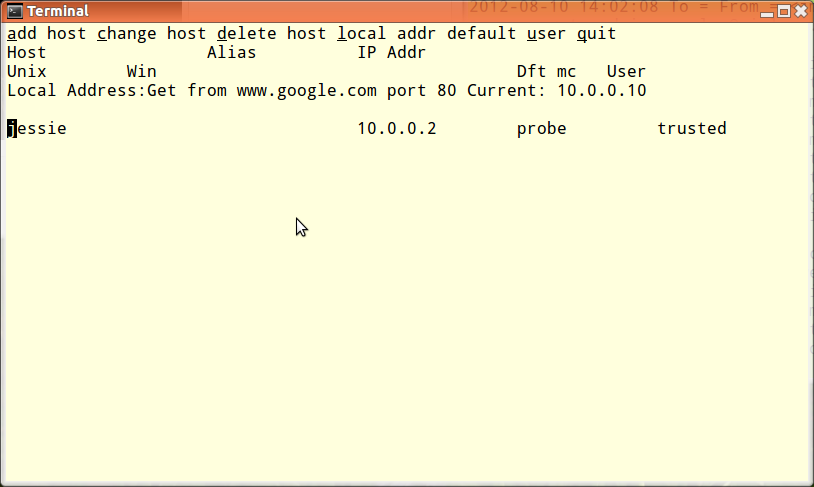 2012-08-10 14:02:08 To = From =
Terminal
add host change host delete host local addr default user quit
Host Alias IP Addr
Unix Win Dft mc User
Local Address:Get from www.google.com port 80 Current: 10.0.0.10
jessie 10.0.0.2 probe trusted